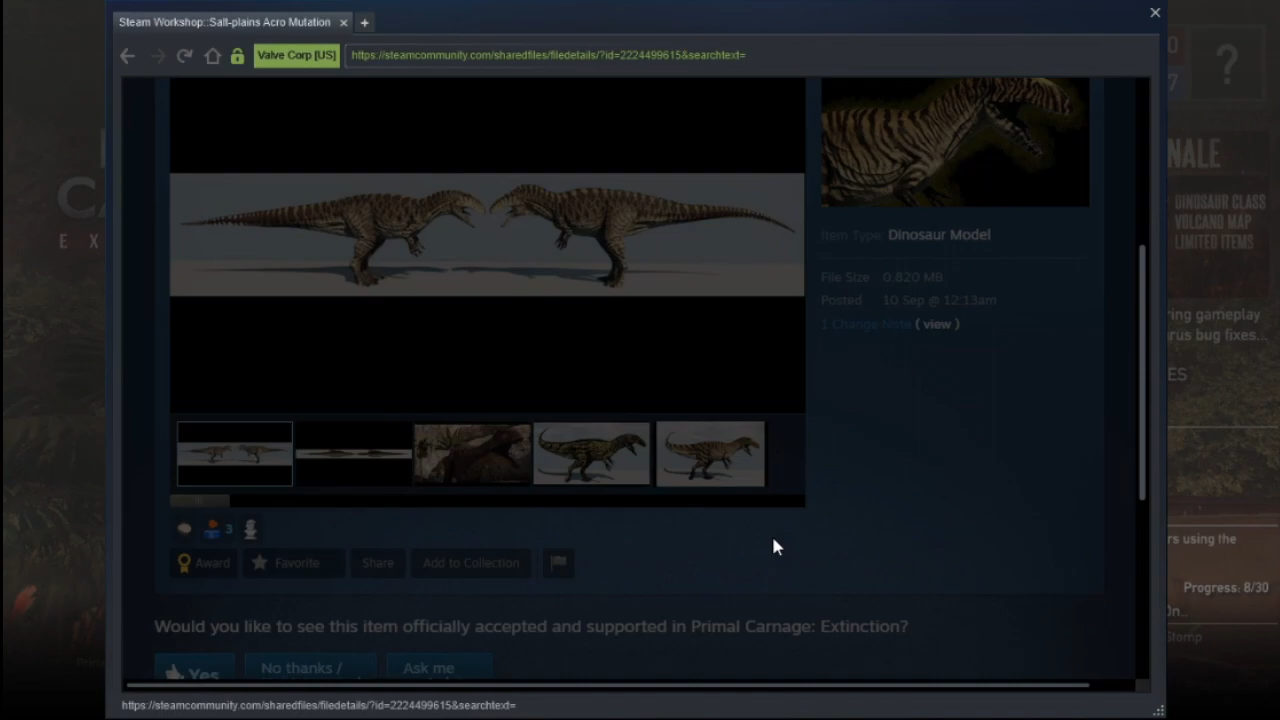 Steam Workshop::Salt-plains Acro Mutation
Valve Corp [US]
https://steamcommunity.com/sharedfiles/filedetails/?id=2224499615&searchtext=
?
NALE
DINOSAUR CLASS
VOLCANO MAP
LIMITED ITEMS
Item Type: Dinosaur Model
File Size 0.820 MB
Posted 10 Sep @ 12:13am
1 Change Note ( view )
ring gameplay
rus bug fixes...
ES
3
Award
Favorite
Share
Add to Collection
rs using the
Progress: 8/30
On..
Stomp
Would you like to see this item officially accepted and supported in Primal Carnage: Extinction?
Yes
No thanks /
Ask me
https://steamcommunity.com/sharedfiles/filedetails/?id=2224499615&searchtext=